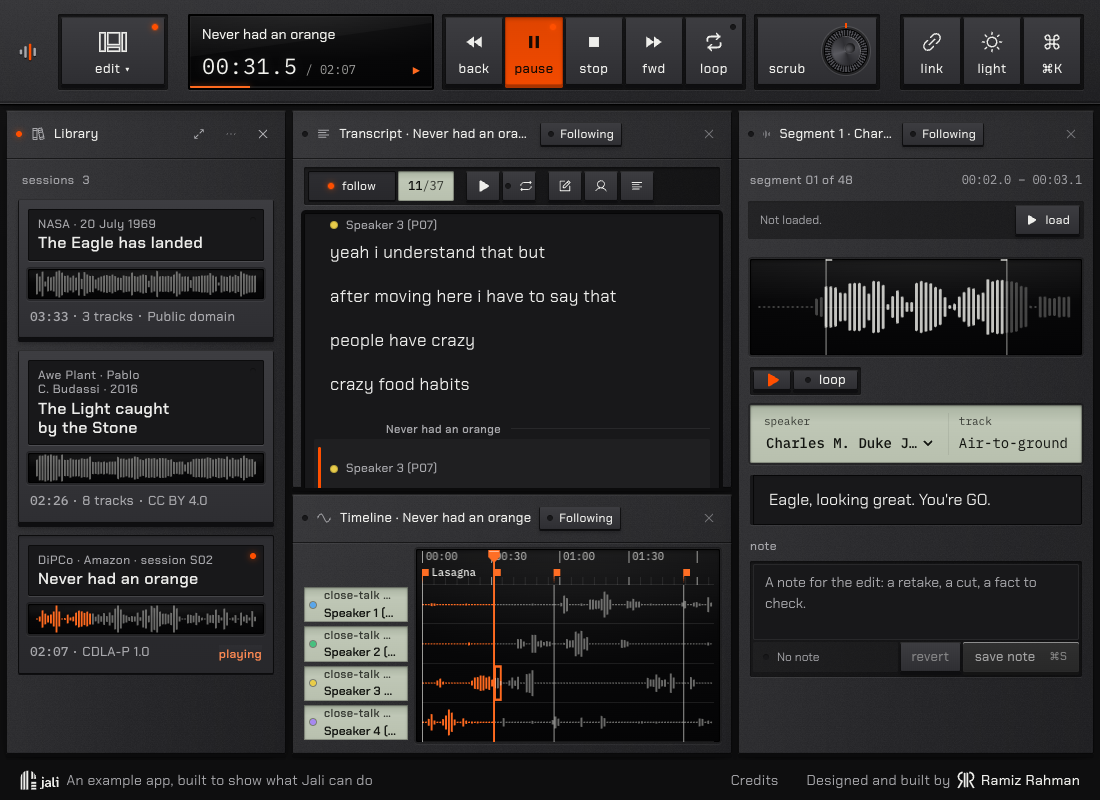 edit
Never had an orange
00:31.5 / 02:07
back
pause
stop
fwd
loop
scrub
link
light
⌘K
Library
sessions 3
NASA · 20 July 1969
The Eagle has landed
03:33 · 3 tracks · Public domain
Awe Plant · Pablo
C. Budassi · 2016
The Light caught
by the Stone
02:26 · 8 tracks · CC BY 4.0
DiPCo · Amazon · session S02
Never had an orange
02:07 · CDLA-P 1.0
playing
Transcript · Never had an ora...
Following
follow
11/37
Speaker 3 (P07)
yeah i understand that but
after moving here i have to say that
people have crazy
crazy food habits
Never had an orange
Speaker 3 (P07)
Timeline · Never had an orange
Following
00:00
00:30
01:00
01:30
Lasagna
close-talk ...
Speaker 1 (...
close-talk ...
Speaker 2 (...
close-talk ...
Speaker 3 ...
close-talk ...
Speaker 4 (...
Segment 1 · Char...
Following
segment 01 of 48
00:02.0 – 00:03.1
Not loaded.
load
loop
speaker
track
Charles M. Duke J...
Air-to-ground
Eagle, looking great. You're GO.
note
A note for the edit: a retake, a cut, a fact to
check.
No note
revert
save note ⌘S
jali An example app, built to show what Jali can do
Credits
Designed and built by Ramiz Rahman